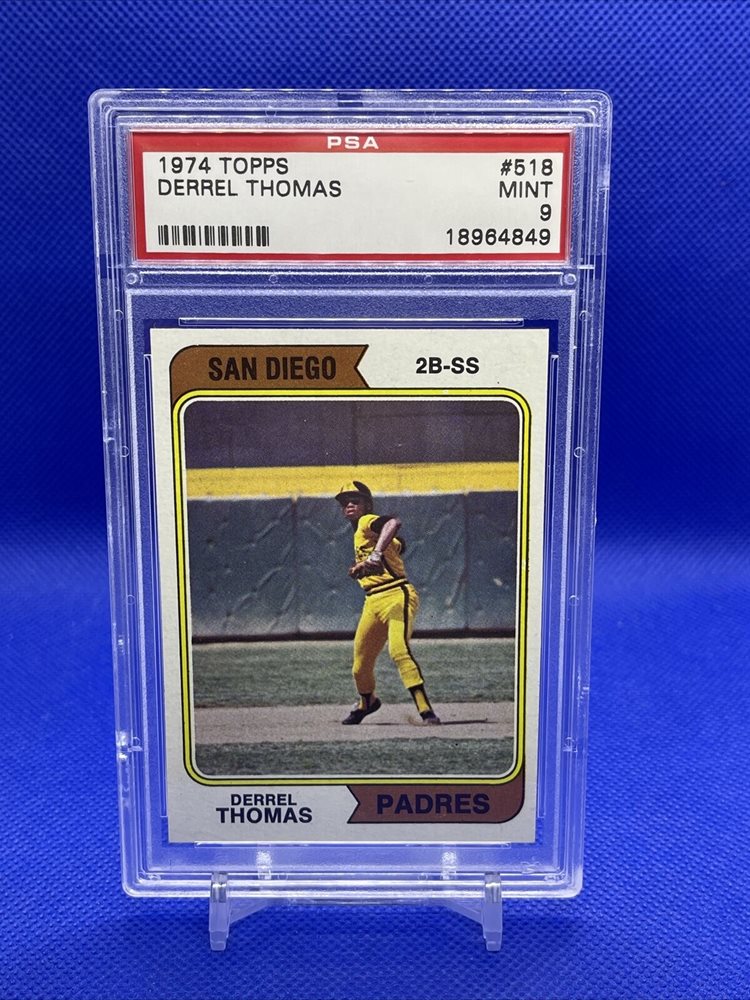 PSA
1974 TOPPS #518
DERREL THOMAS MINT
9
18964849
SAN DIEGO 2B-SS
DERREL
THOMAS
PADRES